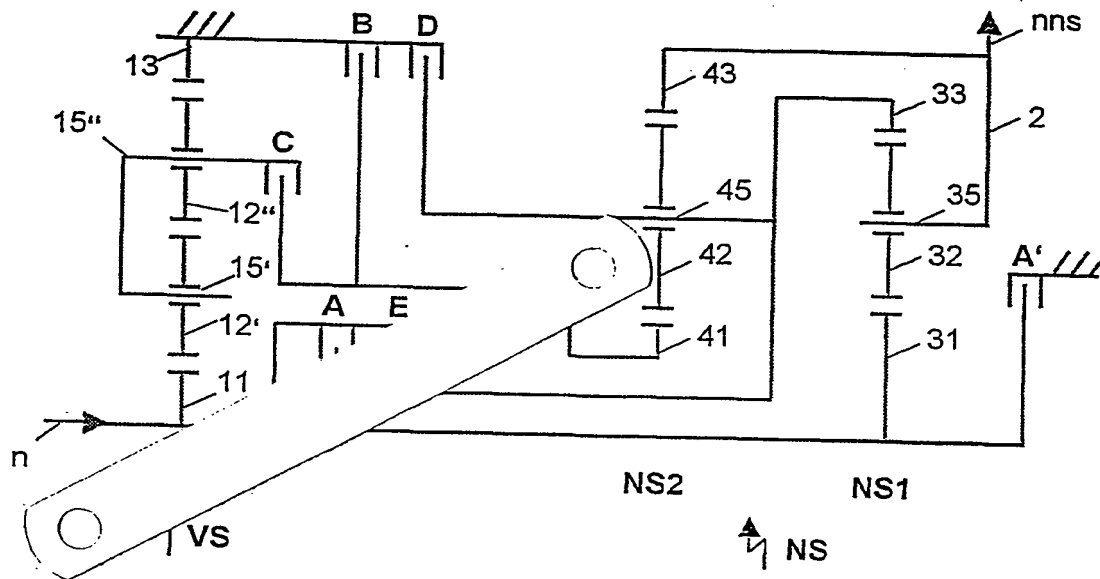 B D nns
13 43 33
2
15" C
12" 45 35
15' 42 32 A'
A E
12' 41 31
11
n
NS2 NS1
VS NS